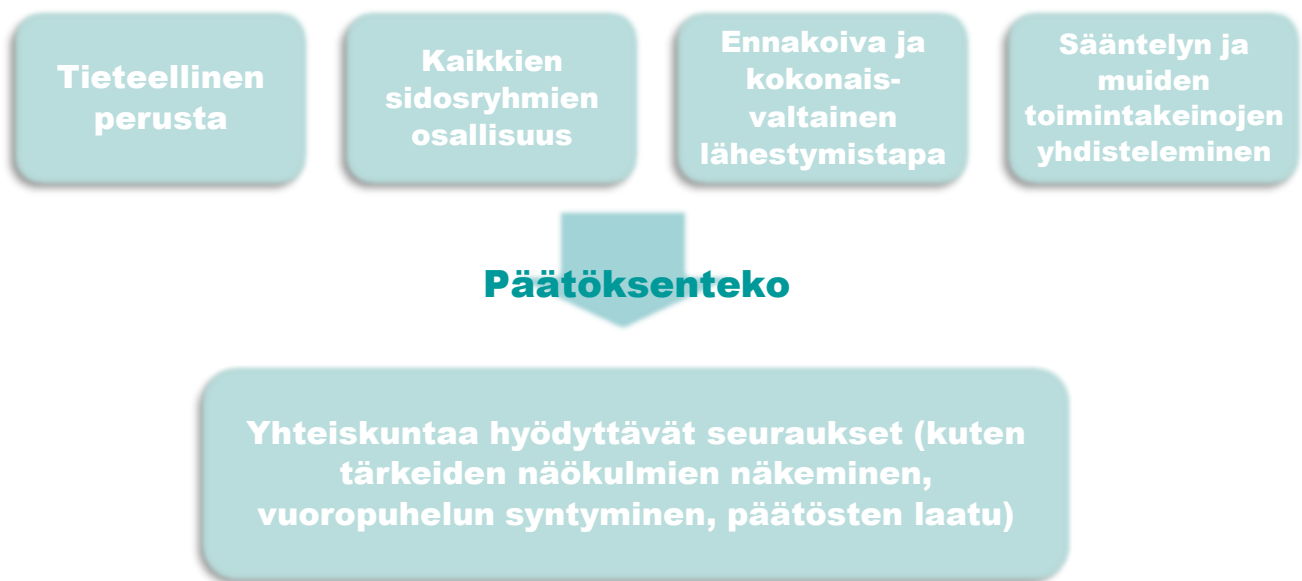 Tieteellinen
perusta
Kaikkien
sidosryhmien
osallisuus
Ennakoiva ja
kokonais-
valtainen
lähestymistapa
Sääntelyn ja
muiden
toimintakeinojen
yhdisteleminen
Päätöksenteko
Yhteiskuntaa hyödyttävät seuraukset (kuten
tärkeiden näkökulmien näkeminen,
vuoropuhelun syntyminen, päätösten laatu)